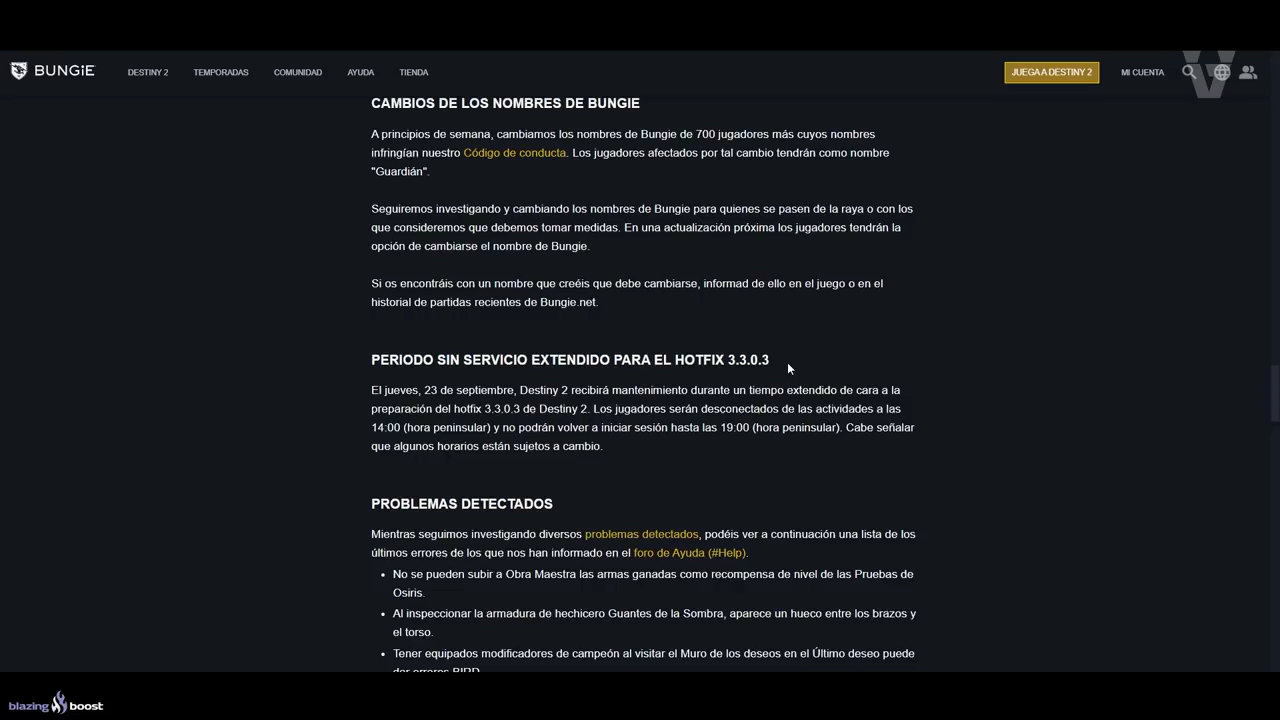 BUNGiE
DESTINY 2
TEMPORADAS
COMUNIDAD
AYUDA
TIENDA
JUEGA A DESTINY 2
MI CUENTA
CAMBIOS DE LOS NOMBRES DE BUNGIE
A principios de semana, cambiamos los nombres de Bungie de 700 jugadores más cuyos nombres
infringían nuestro Código de conducta. Los jugadores afectados por tal cambio tendrán como nombre
"Guardián".
Seguiremos investigando y cambiando los nombres de Bungie para quienes se pasen de la raya o con los
que consideremos que debemos tomar medidas. En una actualización próxima los jugadores tendrán la
opción de cambiarse el nombre de Bungie.
Si os encontráis con un nombre que creéis que debe cambiarse, informad de ello en el juego o en el
historial de partidas recientes de Bungie.net.
PERIODO SIN SERVICIO EXTENDIDO PARA EL HOTFIX 3.3.0.3
El jueves, 23 de septiembre, Destiny 2 recibirá mantenimiento durante un tiempo extendido de cara a la
preparación del hotfix 3.3.0.3 de Destiny 2. Los jugadores serán desconectados de las actividades a las
14:00 (hora peninsular) y no podrán volver a iniciar sesión hasta las 19:00 (hora peninsular). Cabe señalar
que algunos horarios están sujetos a cambio.
PROBLEMAS DETECTADOS
Mientras seguimos investigando diversos problemas detectados, podéis ver a continuación una lista de los
últimos errores de los que nos han informado en el foro de Ayuda (#Help).
• No se pueden subir a Obra Maestra las armas ganadas como recompensa de nivel de las Pruebas de
Osiris.
• Al inspeccionar la armadura de hechicero Guantes de la Sombra, aparece un hueco entre los brazos y
el torso.
• Tener equipados modificadores de campeón al visitar el Muro de los deseos en el Último deseo puede
dar errores BIRD.
blazing boost